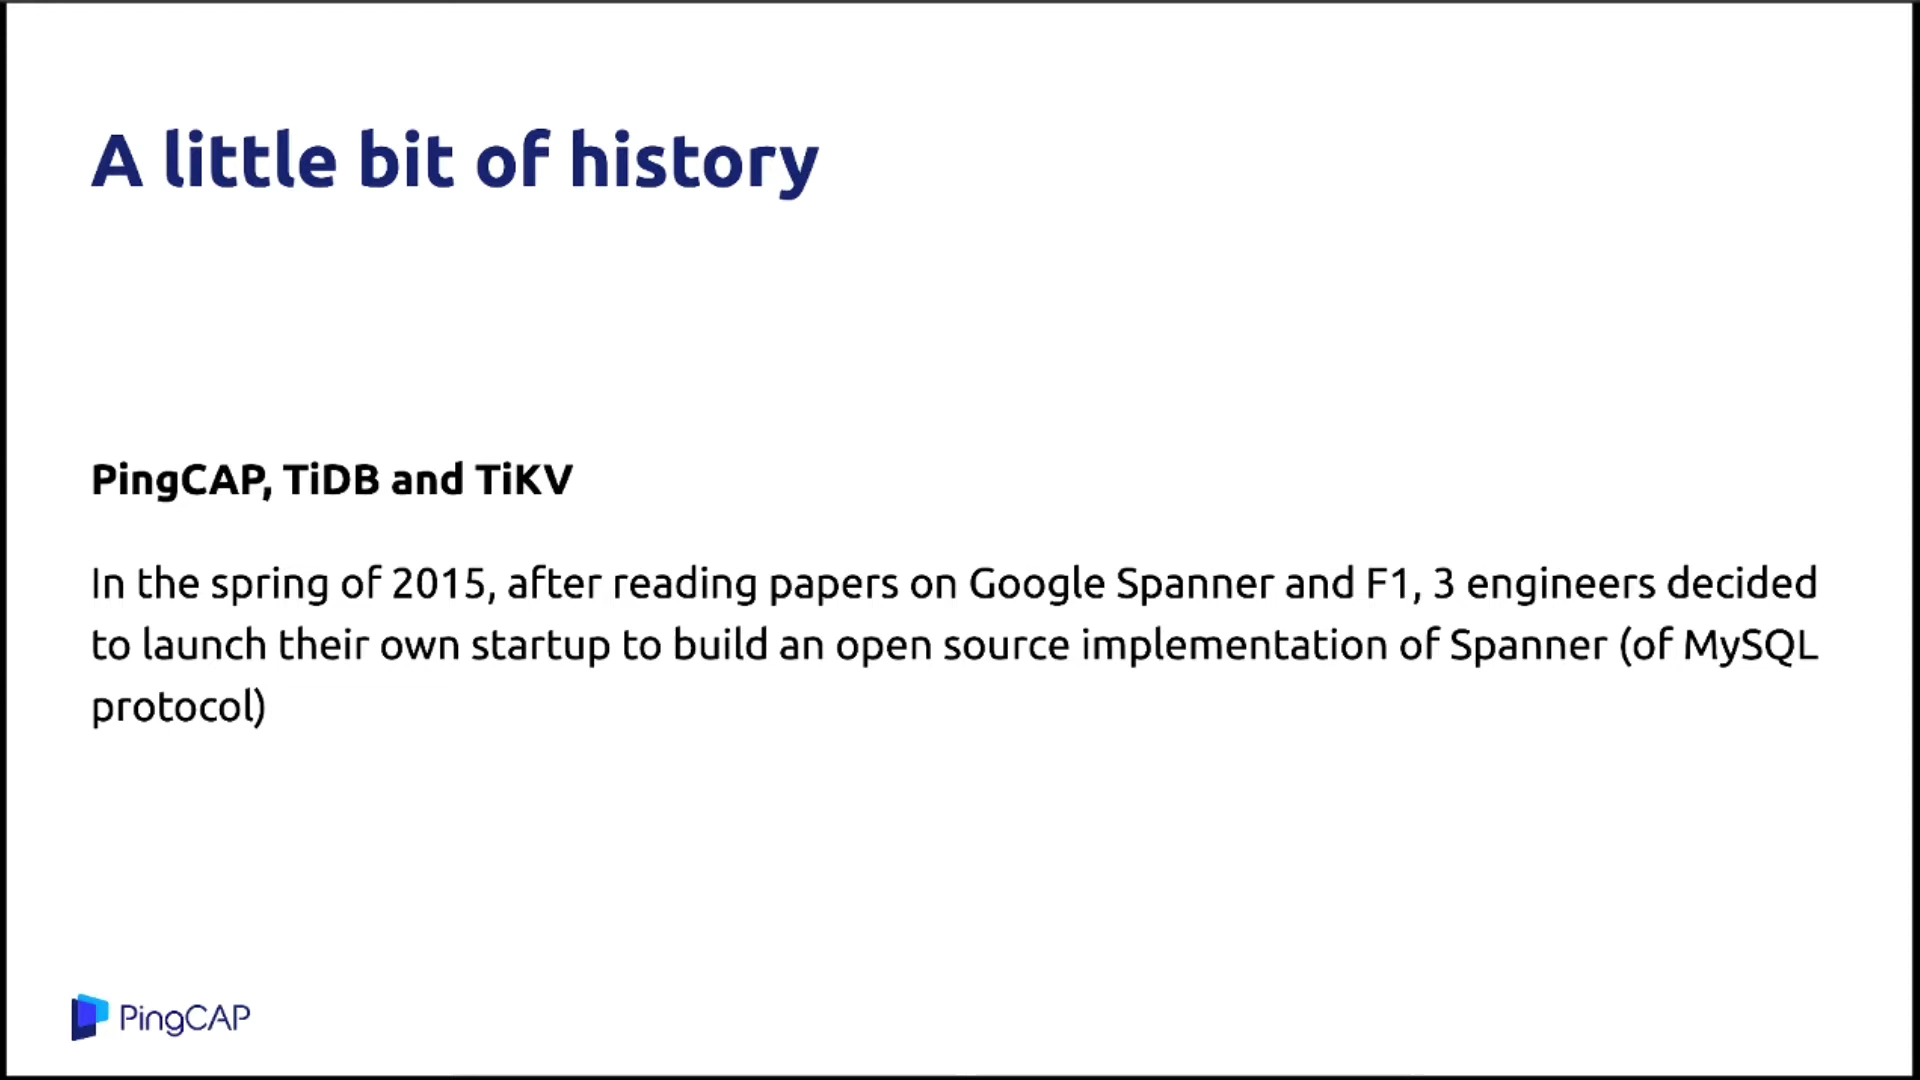 A little bit of history
PingCAP, TiDB and TiKV
In the spring of 2015, after reading papers on Google Spanner and F1, 3 engineers decided
to launch their own startup to build an open source implementation of Spanner (of MySQL
protocol)
PingCAP